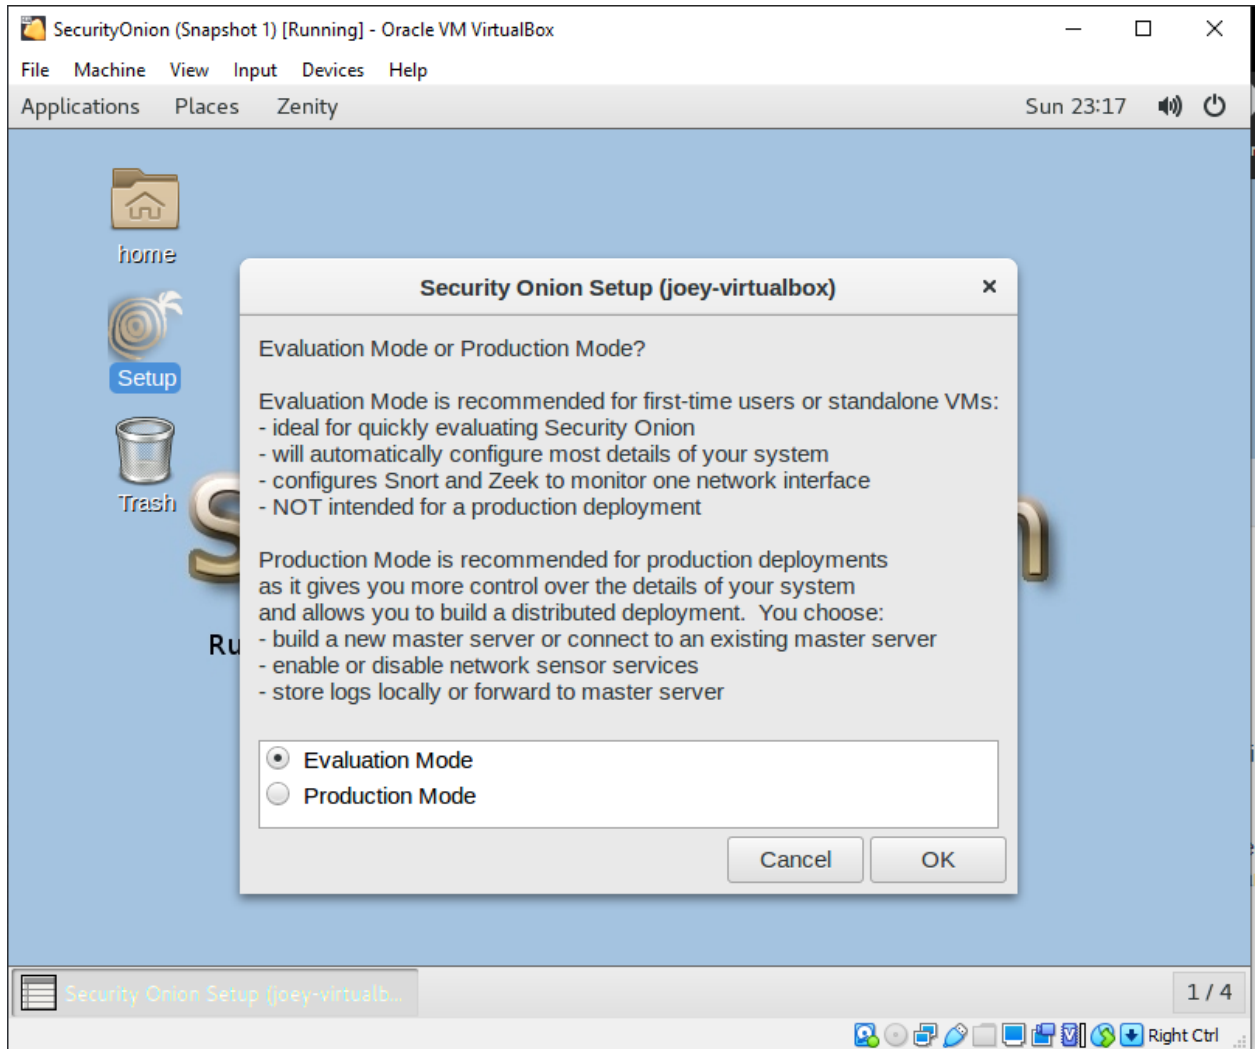 SecurityOnion (Snapshot 1) [Running] - Oracle VM VirtualBox
File Machine View Input Devices Help
Applications Places Zenity Sun 23:17
home
Setup
Trash
Security Onion Setup (joey-virtualbox)
Evaluation Mode or Production Mode?
Evaluation Mode is recommended for first-time users or standalone VMs:
- ideal for quickly evaluating Security Onion
- will automatically configure most details of your system
- configures Snort and Zeek to monitor one network interface
- NOT intended for a production deployment
Production Mode is recommended for production deployments
as it gives you more control over the details of your system
and allows you to build a distributed deployment. You choose:
- build a new master server or connect to an existing master server
- enable or disable network sensor services
- store logs locally or forward to master server
Evaluation Mode
Production Mode
Cancel OK
S n
Ru
Security Onion Setup (joey-virtualb...
1 / 4
Right Ctrl